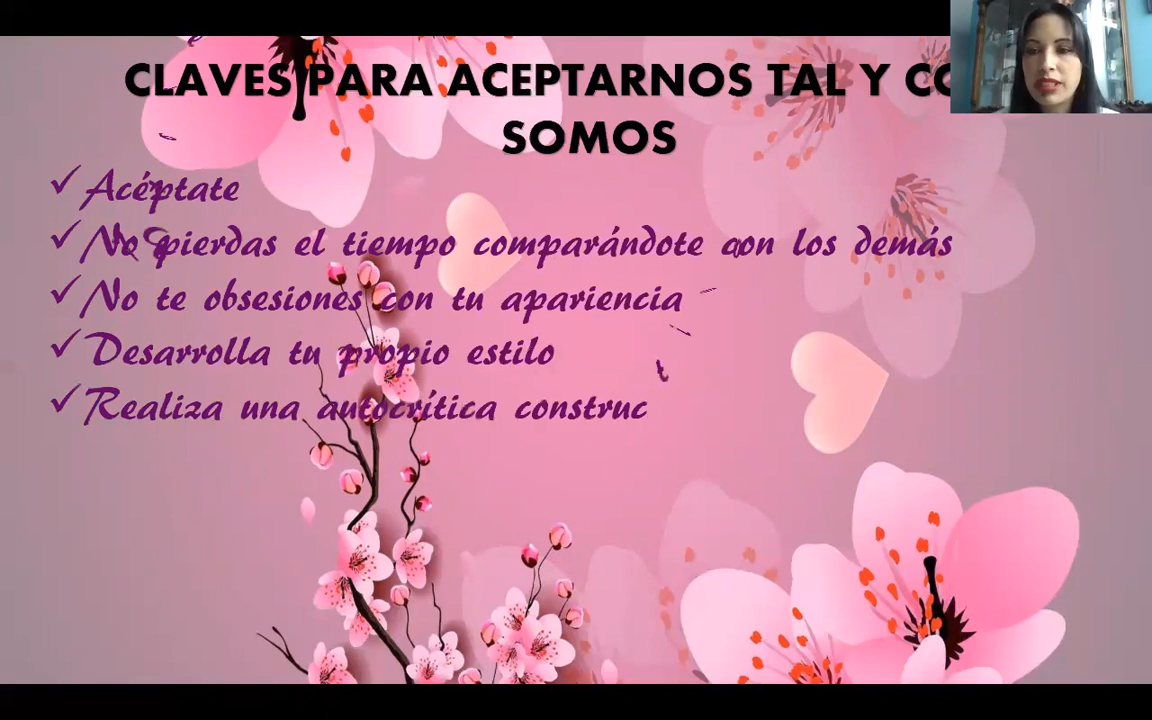 CLAVES PARA ACEPTARNOS TAL Y CO
SOMOS
✓ Acéptate
✓ No pierdas el tiempo comparándote con los demás
✓ No te obsesiones con tu apariencia
✓ Desarrolla tu propio estilo
✓ Realiza una autocrítica construc